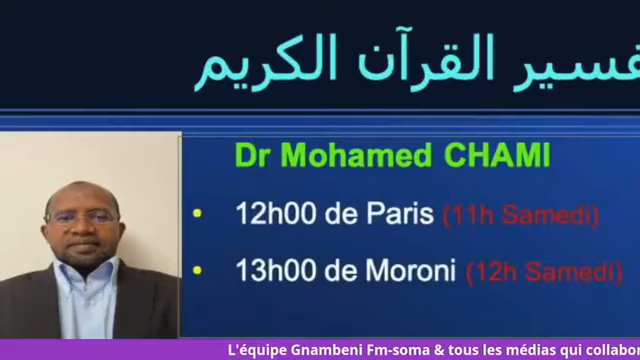 تفسير القرآن الكريم
Dr Mohamed CHAMI
12h00 de Paris (11h Samedi)
13h00 de Moroni (12h Samedi)
L'équipe Gnambeni Fm-soma & tous les médias qui collabor